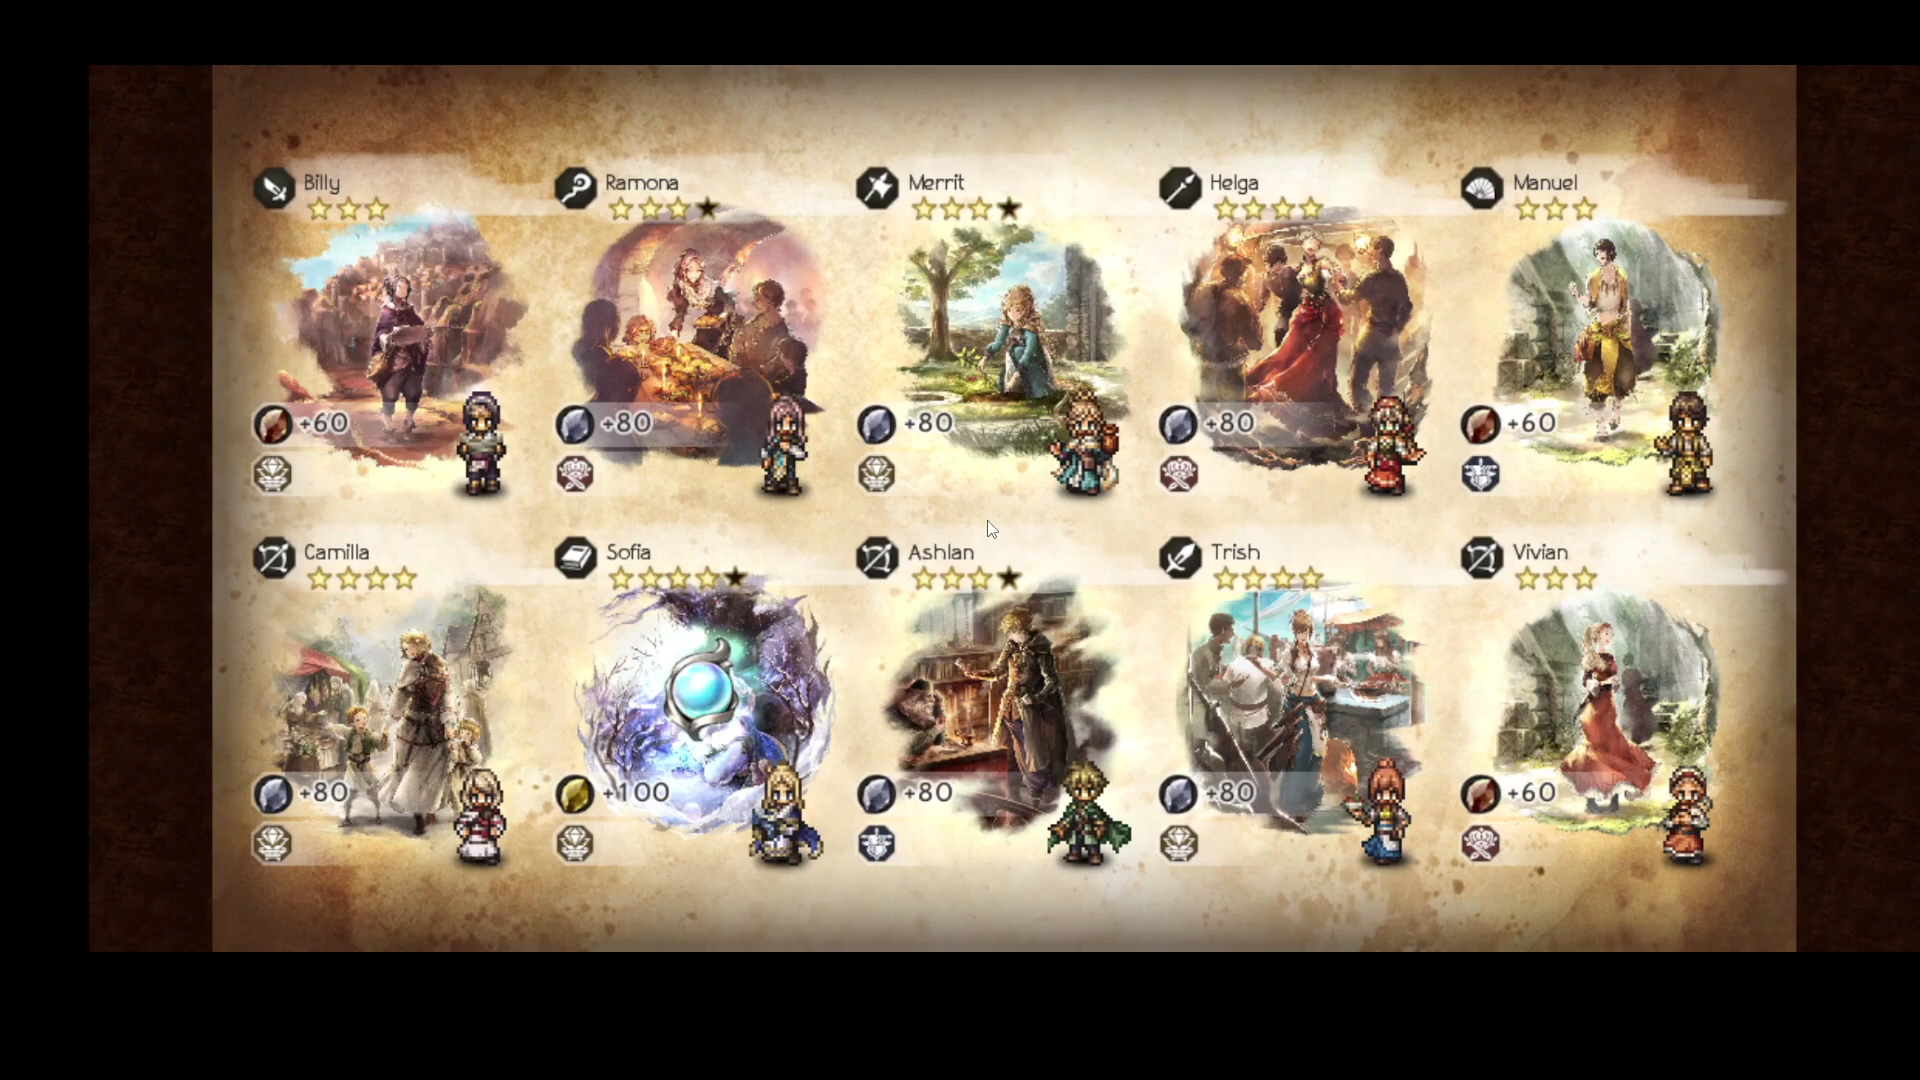 Billy
Ramona
Merrit
Helga
Manuel
+60
+80
+80
+80
+60
Camilla
Sofia
Ashlan
Trish
Vivian
+80
+100
+80
+80
+60